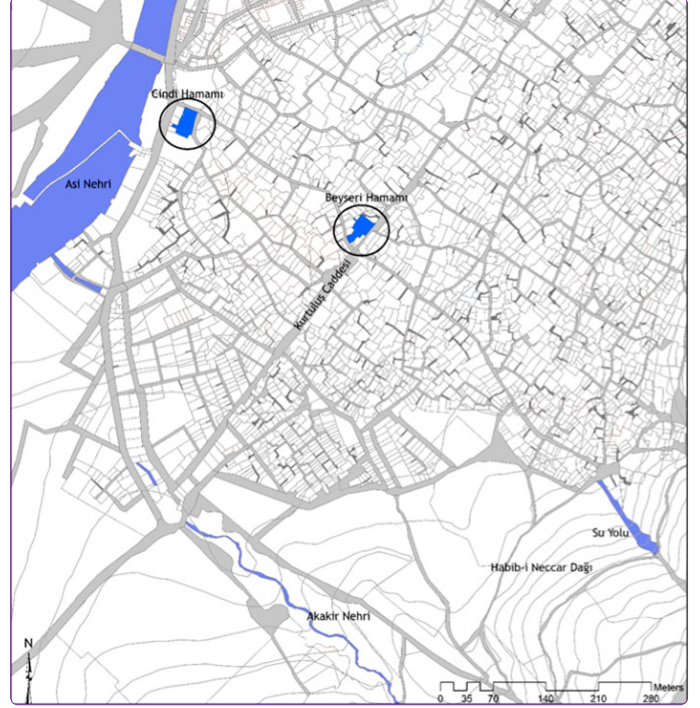 Cindi Hamamı
Asi Nehri
Beyseri Hamamı
Kurtuluş Caddesi
Su Yolu
Habib-i Neccar Dağı
Akakir Nehri
N
Meters
0 35 70 140 210 280